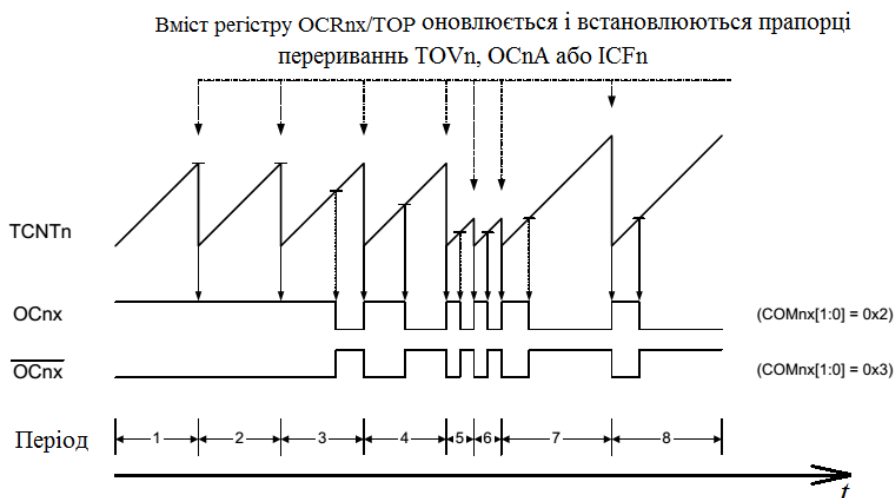 Вміст регістру OCRnx/TOP оновлюється і встановлюються прапорці
перериваннь TOVn, OCnA або ICFn
TCNTn
OCnx
(COMnx[1:0] = 0x2)
OCnx
(COMnx[1:0] = 0x3)
Період
1 2 3 4 5 6 7 8
t